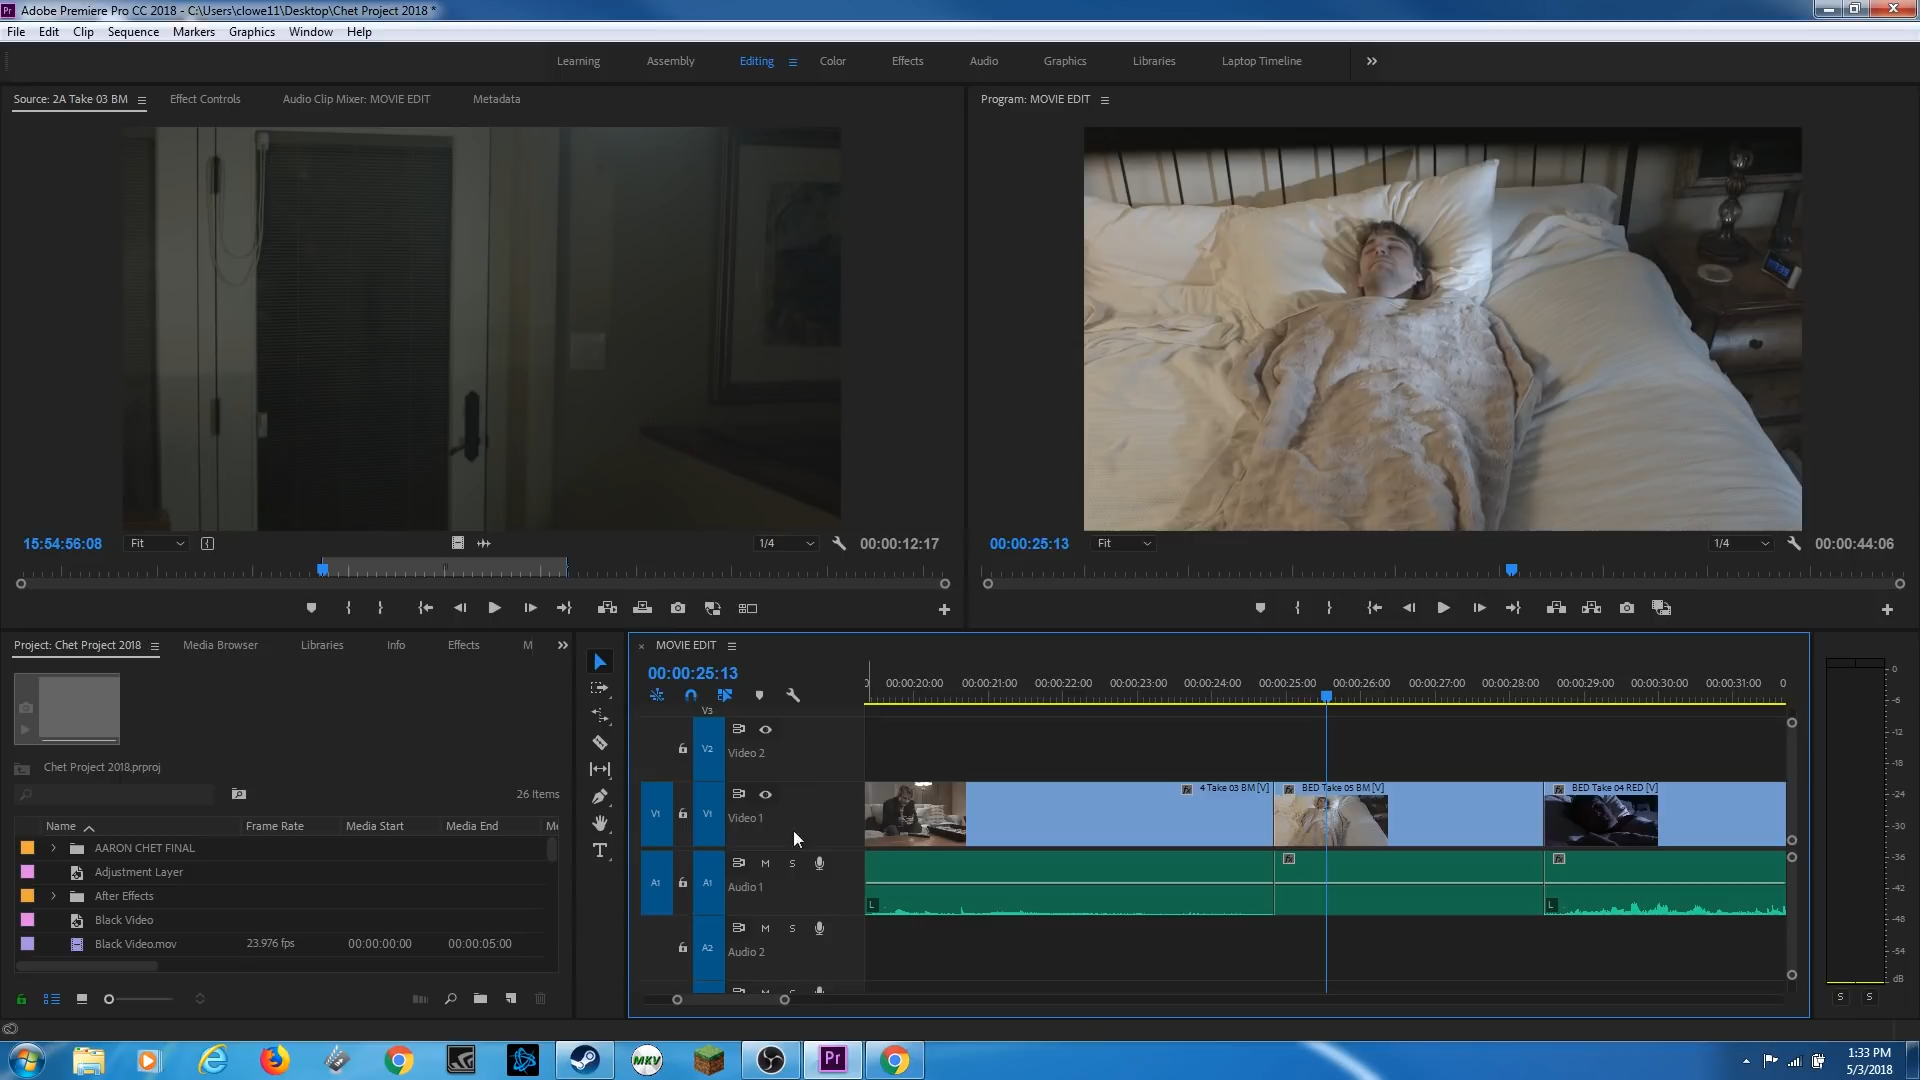 Adobe Premiere Pro CC 2018 - C:\Users\clowe11\Desktop\Chet Project 2018 *
File Edit Clip Sequence Markers Graphics Window Help
Learning Assembly Editing Color Effects Audio Graphics Libraries Laptop Timeline
Source: 2A Take 03 BM Effect Controls Audio Clip Mixer: MOVIE EDIT Metadata
Program: MOVIE EDIT
15:54:56:08 Fit 1/4 00:00:12:17
00:00:25:13 Fit 1/4 00:00:44:06
Project: Chet Project 2018 Media Browser Libraries Info Effects M
Chet Project 2018.prproj
26 Items
Name Frame Rate Media Start Media End Me
AARON CHET FINAL
Adjustment Layer
After Effects
Black Video
Black Video.mov 23.976 fps 00:00:00:00 00:00:05:00
× MOVIE EDIT
00:00:25:13
00:00:20:00 00:00:21:00 00:00:22:00 00:00:23:00 00:00:24:00 00:00:25:00 00:00:26:00 00:00:27:00 00:00:28:00 00:00:29:00 00:00:30:00 00:00:31:00 0
V3
V2 Video 2
V1 V1 Video 1
fx 4 Take 03 BM [V] fx BED Take 05 BM [V] fx BED Take 04 RED [V]
A1 A1 M S Audio 1
L L
A2 M S Audio 2
0
-6
-12
-18
-24
-30
-36
-42
-48
-54
dB
S S
MKV
Pr
1:33 PM
5/3/2018